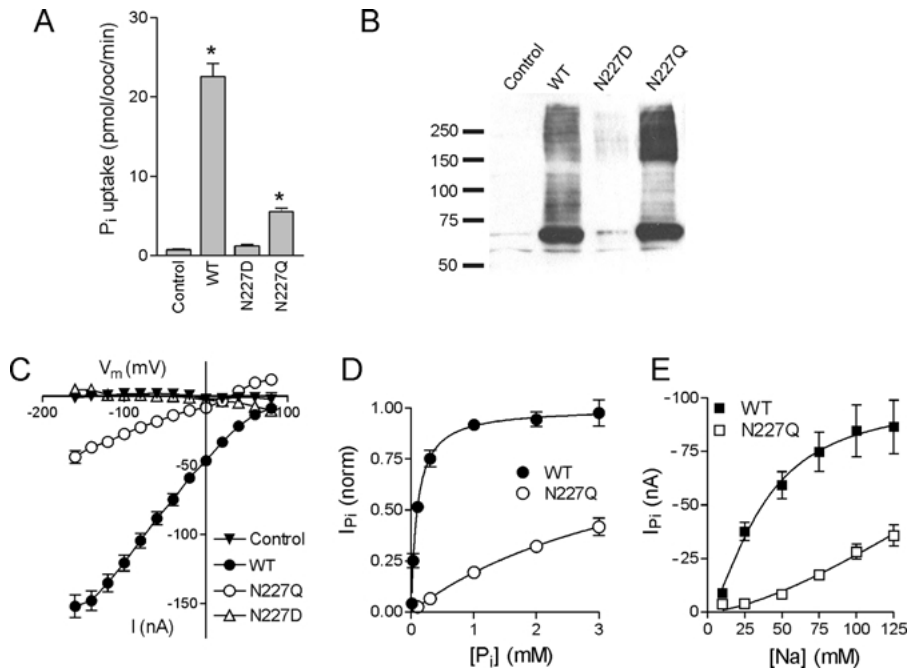 A
Pi uptake (pmol/ooc/min)
30
20
10
0
*
*
Control
WT
N227D
N227Q
B
Control
WT
N227D
N227Q
250
150
100
75
50
C
Vm (mV)
-200
-100
100
-50
-100
-150
I (nA)
Control
WT
N227Q
N227D
D
IPi (norm)
1.00
0.75
0.50
0.25
0.00
0
1
2
3
[Pi] (mM)
WT
N227Q
E
IPi (nA)
-100
-75
-50
-25
0
0
25
50
75
100
125
[Na] (mM)
WT
N227Q